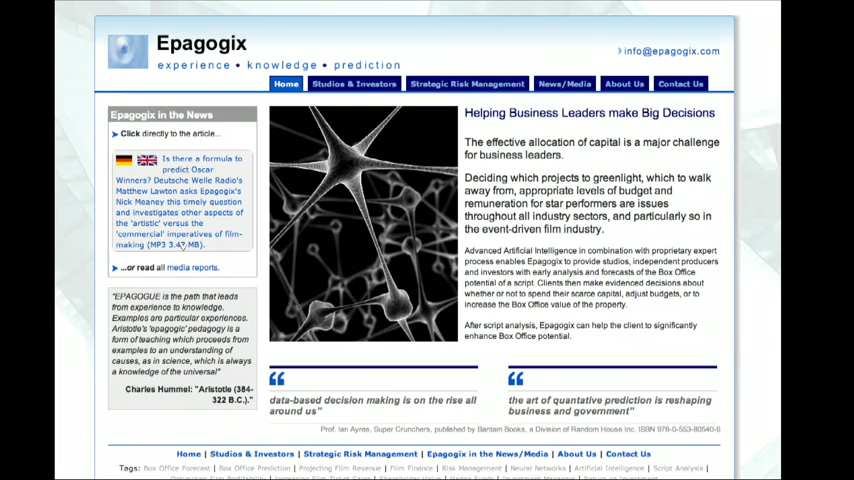 Epagogix
experience • knowledge • prediction
info@epagogix.com
Home
Studios & Investors
Strategic Risk Management
News/Media
About Us
Contact Us
Epagogix in the News
Click directly to the article...
Is there a formula to
predict Oscar
Winners? Deutsche Welle Radio's
Matthew Lawton asks Epagogix's
Nick Meaney this timely question
and investigates other aspects of
the 'artistic' versus the
'commercial' imperatives of film-
making (MP3 3.47 MB).
...or read all media reports.
"EPAGOGUE is the path that leads
from experience to knowledge.
Examples are particular experiences.
Aristotle's 'epagogic' pedagogy is a
form of teaching which proceeds from
examples to an understanding of
causes, as in science, which is always
a knowledge of the universal"
Charles Hummel: "Aristotle (384-
322 B.C.)."
Helping Business Leaders make Big Decisions
The effective allocation of capital is a major challenge
for business leaders.
Deciding which projects to greenlight, which to walk
away from, appropriate levels of budget and
remuneration for star performers are issues
throughout all industry sectors, and particularly so in
the event-driven film industry.
Advanced Artificial Intelligence in combination with proprietary expert
process enables Epagogix to provide studios, independent producers
and investors with early analysis and forecasts of the Box Office
potential of a script. Clients then make evidenced decisions about
whether or not to spend their scarce capital, adjust budgets, or to
increase the Box Office value of the property.
After script analysis, Epagogix can help the client to significantly
enhance Box Office potential.
“
data-based decision making is on the rise all
around us"
“
the art of quantative prediction is reshaping
business and government"
Prof. Ian Ayres, Super Crunchers, published by Bantam Books, a Division of Random House Inc. ISBN 978-0-553-80540-6
Home | Studios & Investors | Strategic Risk Management | Epagogix in the News/Media | About Us | Contact Us
Tags: Box Office Forecast | Box Office Prediction | Projecting Film Revenue | Film Finance | Risk Management | Neural Networks | Artificial Intelligence | Script Analysis |